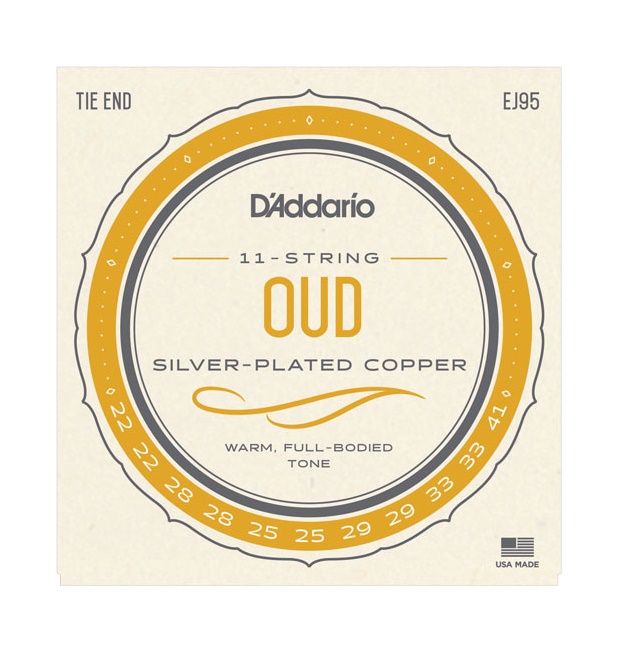 TIE END
EJ95
D'Addario
11-STRING
OUD
SILVER-PLATED COPPER
WARM, FULL-BODIED
TONE
22 22 28 28 25 25 29 29 33 33 41
USA MADE